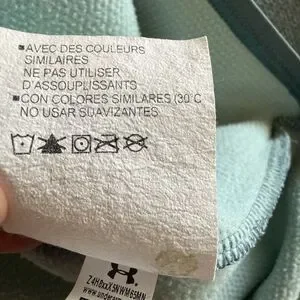 ▪AVEC DES COULEURS
SIMILAIRES
NE PAS UTILISER
D'ASSOUPLISSANTS
▪CON COLORES SIMILARES (30°C
NO USAR SUAVIZANTES